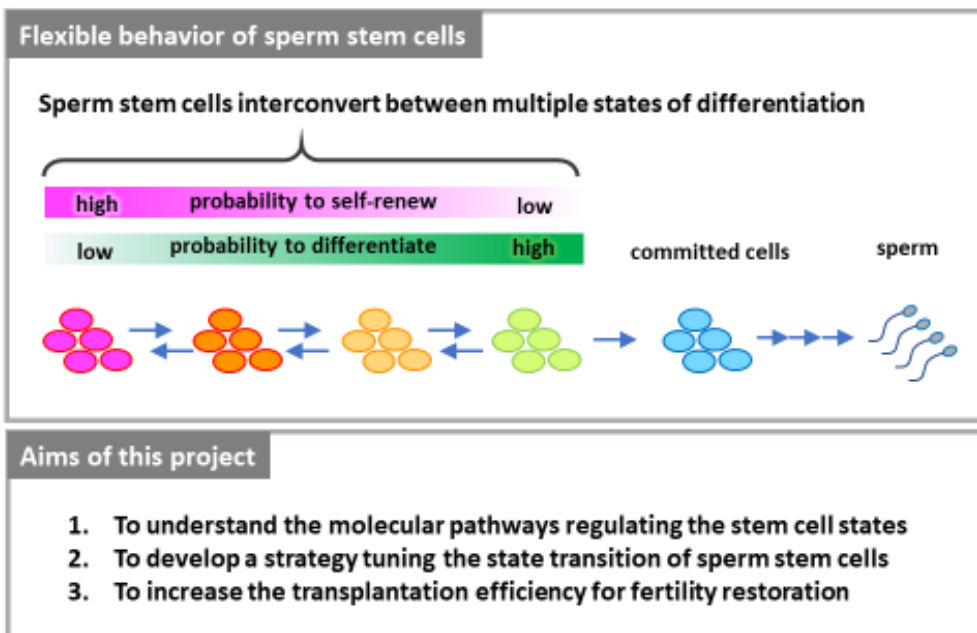 Flexible behavior of sperm stem cells
Sperm stem cells interconvert between multiple states of differentiation
high probability to self-renew low
low probability to differentiate high
committed cells sperm
Aims of this project
1. To understand the molecular pathways regulating the stem cell states
2. To develop a strategy tuning the state transition of sperm stem cells
3. To increase the transplantation efficiency for fertility restoration